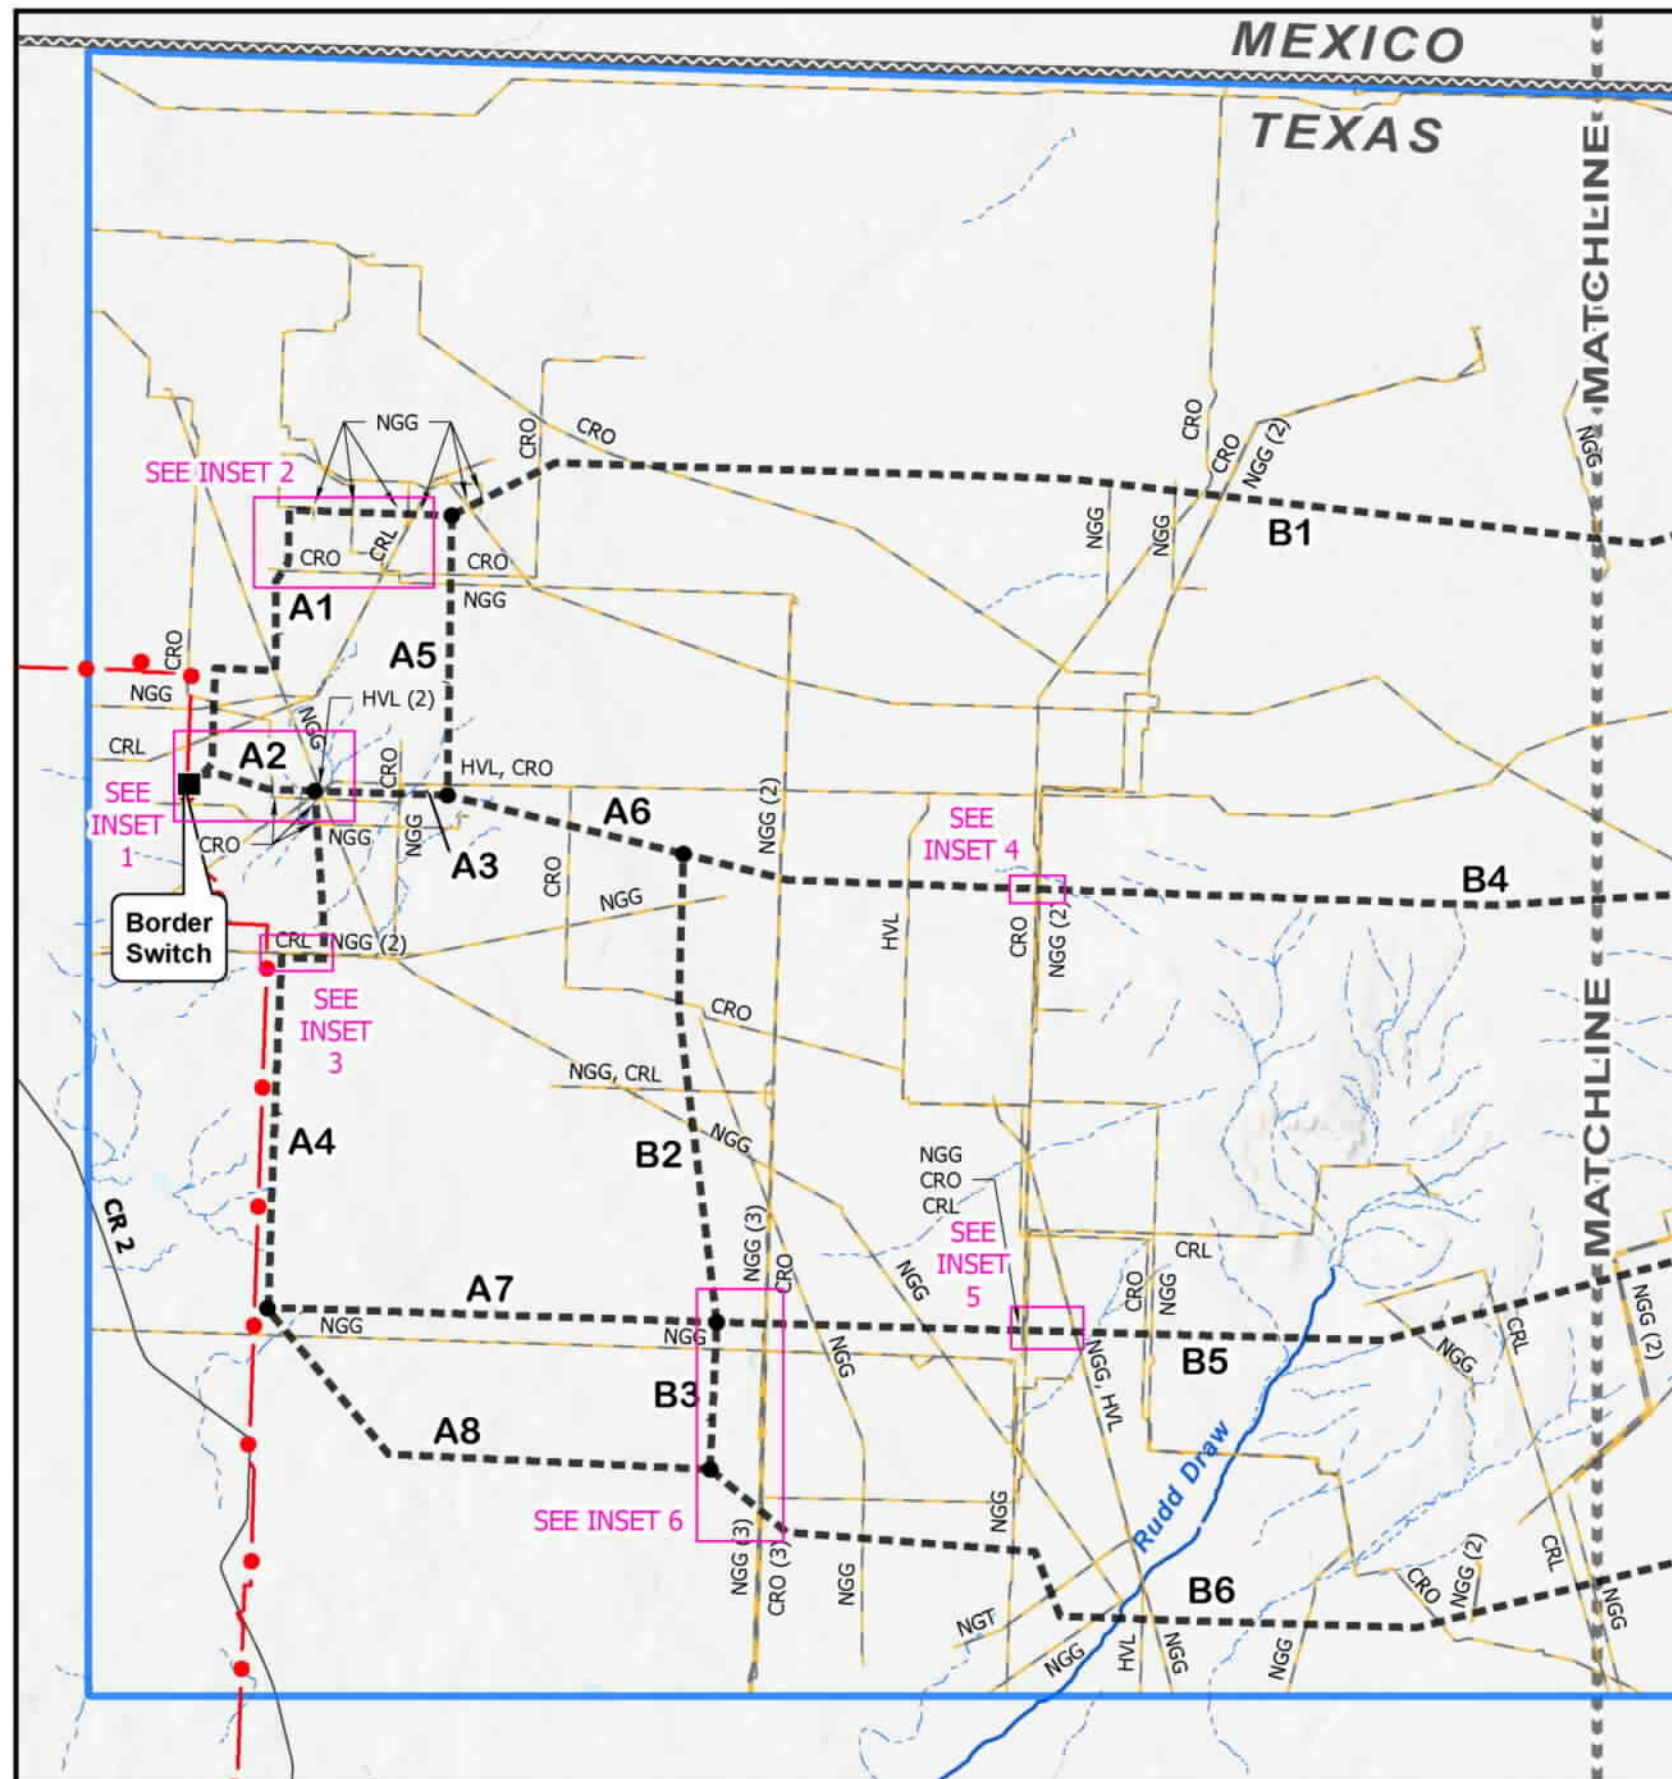 MEXICO
TEXAS
MATCHLINE
NGG
CRO
CRO
CRO
CRO
NGG (2)
NGG
SEE INSET 2
NGG
NGG
B1
CRL
CRO
CRO
NGG
A1
A5
CRO
NGG
HVL (2)
NGG
CRL
A2
CRO
HVL, CRO
SEE
INSET
1
A6
NGG (2)
SEE
INSET 4
CRO
NGG
NGG
A3
CRO
B4
NGG
HVL
CRO
NGG (2)
Border
Switch
CRL
NGG (2)
SEE
INSET
3
CRO
MATCHLINE
NGG, CRL
A4
B2
NGG
NGG
CRO
CRL
CR 2
NGG (3)
CRO
SEE
INSET
5
CRL
NGG
CRO
NGG
A7
NGG
NGG
NGG
NGG, HVL
B5
NGG
CRL
NGG (2)
B3
A8
Rudd Draw
SEE INSET 6
NGG
NGG (3)
CRO (3)
NGG
CRL
CRO
NGG (2)
B6
NGT
NGG
HVL
NGG
NGG
NGG